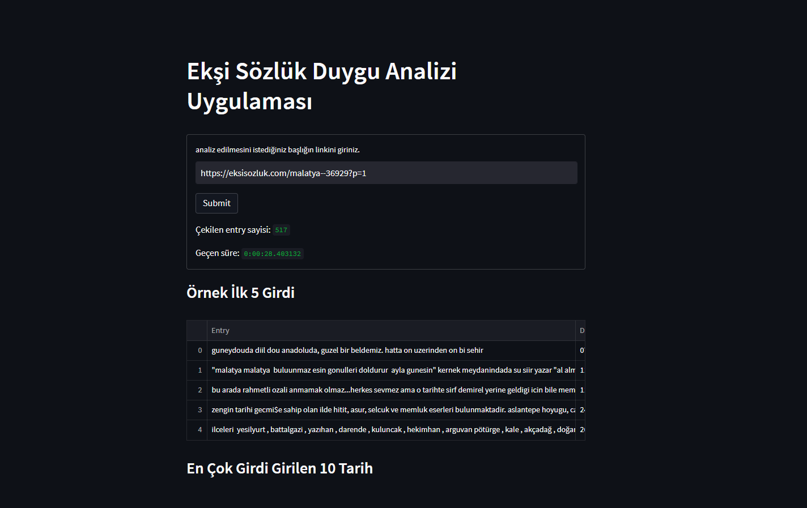 Ekşi Sözlük Duygu Analizi
Uygulaması
analiz edilmesini istediğiniz başlığın linkini giriniz.
https://eksisozluk.com/malatya--36929?p=1
Submit
Çekilen entry sayisi: 517
Geçen süre: 0:00:28.403132
Örnek İlk 5 Girdi
Entry D
0 guneydouda diil dou anadoluda, guzel bir beldemiz. hatta on uzerinden on bi sehir 0
1 "malatya malatya buluunmaz esin gonulleri doldurur ayla gunesin" kernek meydanindada su siir yazar "al alm 1
2 bu arada rahmetli ozali anmamak olmaz...herkes sevmez ama o tarihte sirf demirel yerine geldigi icin bile mem 1
3 zengin tarihi gecmi$e sahip olan ilde hitit, asur, selcuk ve memluk eserleri bulunmaktadir. aslantepe hoyugu, ca 2
4 ilceleri yesilyurt , battalgazi , yazıhan , darende , kuluncak , hekimhan , arguvan pötürge , kale , akçadağ , doğan 2
En Çok Girdi Girilen 10 Tarih